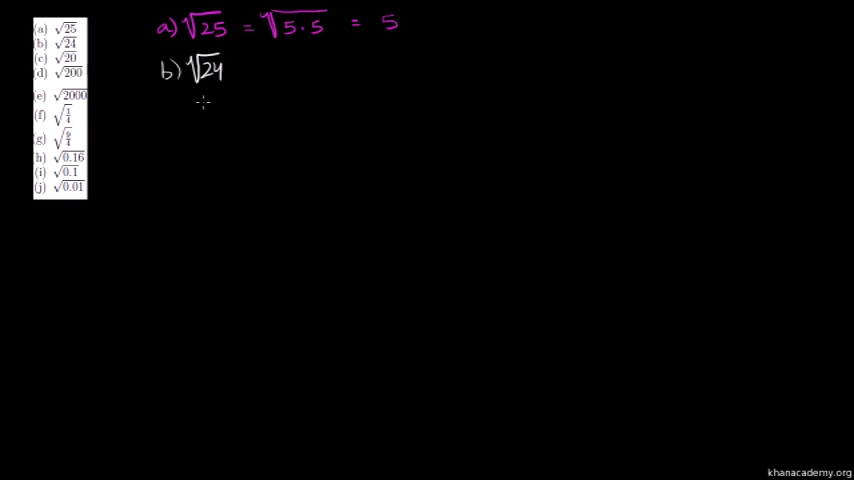 (a) √25
(b) √24
(c) √20
(d) √200
(e) √2000
(f) √(1/4)
(g) √(9/4)
(h) √0.16
(i) √0.1
(j) √0.01
a) √25 = √5·5 = 5
b) √24
khanacademy.org